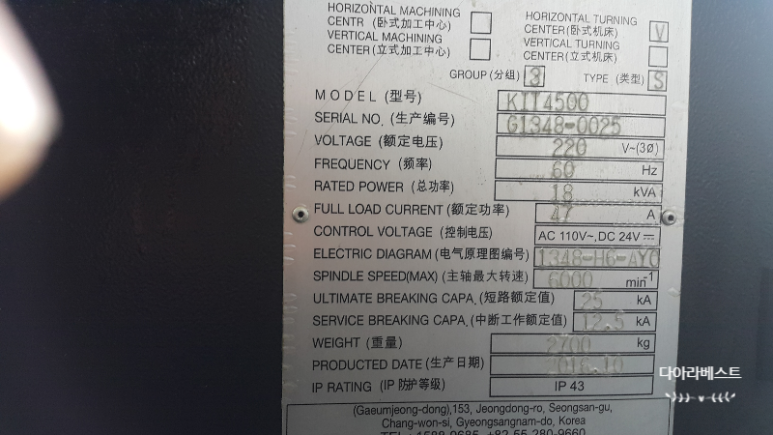 HORIZONTAL MACHINING
CENTR (卧式加工中心)
HORIZONTAL TURNING
CENTER(卧式机床) V
VERTICAL MACHINING
CENTER(立式加工中心)
VERTICAL TURNING
CENTER(立式机床)
GROUP(分组) 3 TYPE (类型) S
MODEL (型号) KIT4500
SERIAL NO. (生产编号) G1348-0025
VOLTAGE (额定电压) 220 V~(3Ø)
FREQUENCY (频率) 60 Hz
RATED POWER (总功率) 18 kVA
FULL LOAD CURRENT(额定功率) 47 A
CONTROL VOLTAGE (控制电压) AC 110V~,DC 24V⎓
ELECTRIC DIAGRAM(电气原理图编号) 1348-H6-AY0
SPINDLE SPEED(MAX) (主轴最大转速) 6000 min-1
ULTIMATE BREAKING CAPA. (短路额定值) 25 kA
SERVICE BREAKING CAPA. (中断工作额定值) 12.5 kA
WEIGHT (重量) 2700 kg
PRODUCTED DATE (生产日期) 2016.10
IP RATING (IP 防护等级) IP 43
다아라베스트
(Gaeumjeong-dong),153, Jeongdong-ro, Seongsan-gu,
Chang-won-si, Gyeongsangnam-do, Korea
TEL : 1588-9685, +82-55-280-9660